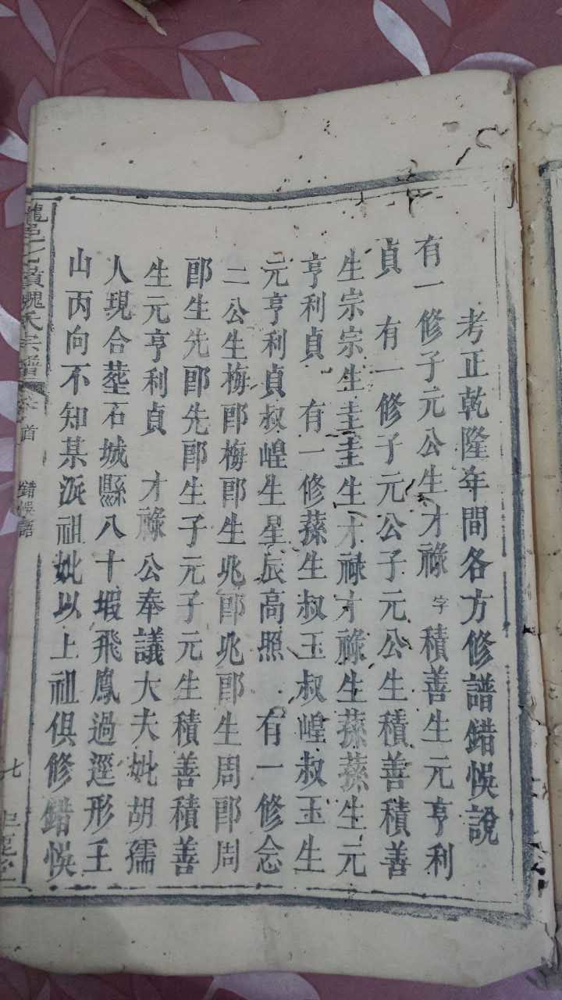 考正乾隆年間各方修譜錯悞說
有一修子元公生才祿字積善生元亨利
貞 有一修子元公子元公生積善積善
生宗宗生圭圭生才祿才祿生蓀蓀生元
亨利貞 有一修蓀生叔玉叔崲叔玉生
元亨利貞叔崲生星辰高照 有一修念
二公生梅郎梅郎生兆郎兆郎生周郎周
郎生先郎先郎生子元子元生積善積善
生元亨利貞 才祿公奉議大夫妣胡孺
人現合塟石城縣八十塅飛鳳過逕形壬
山丙向不知某派祖妣以上祖俱修錯悞
氏宗譜
首 錯悞語
七